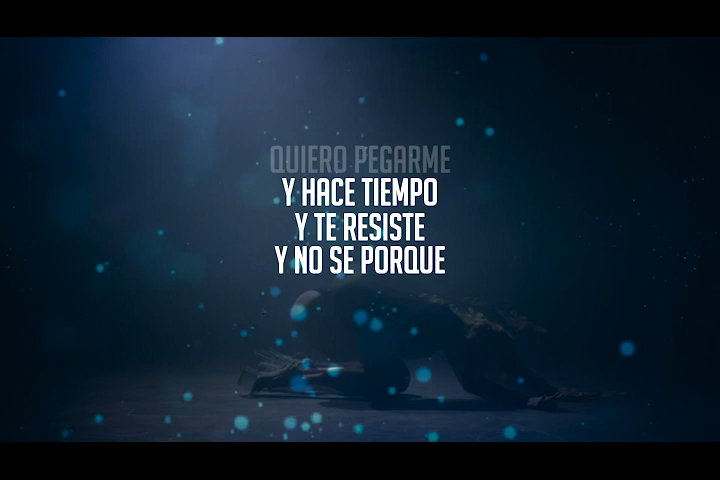 QUIERO PEGARME
Y HACE TIEMPO
Y TE RESISTE
Y NO SE PORQUE